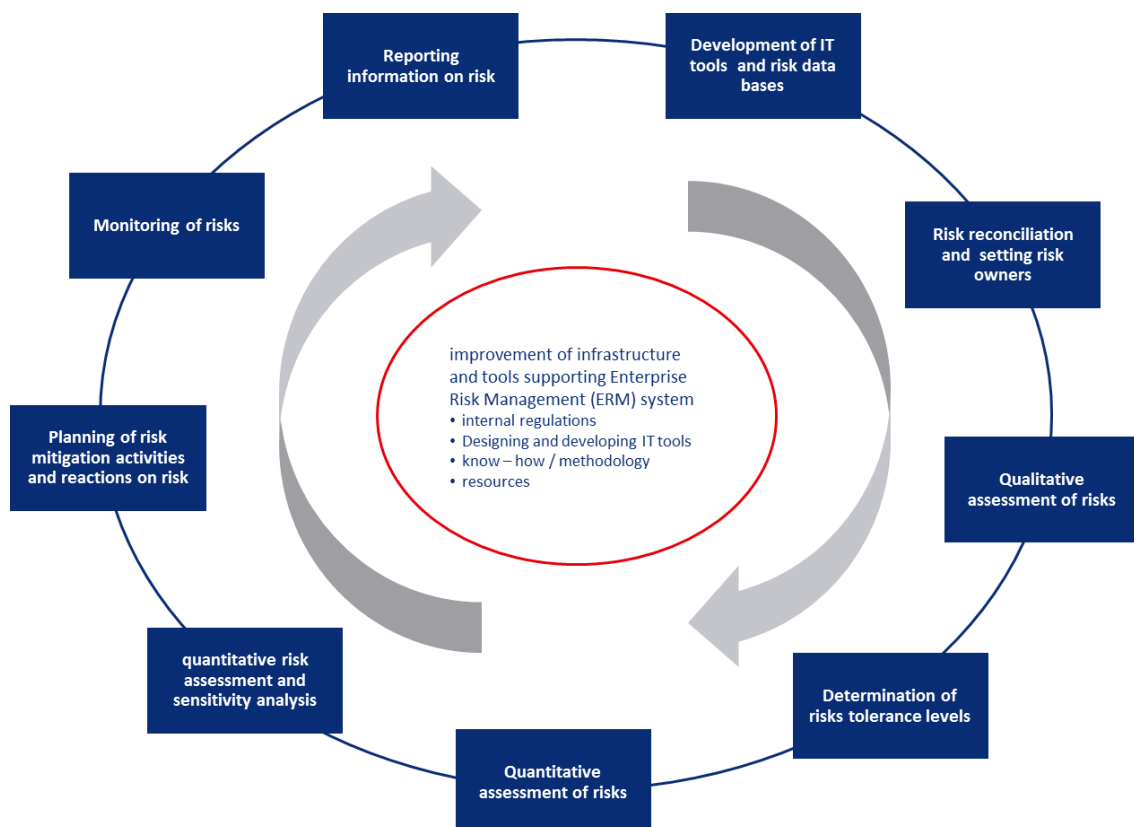 Reporting
information on risk
Development of IT
tools and risk data
bases
Risk reconciliation
and setting risk
owners
Qualitative
assessment of risks
Determination of
risks tolerance levels
Quantitative
assessment of risks
quantitative risk
assessment and
sensitivity analysis
Planning of risk
mitigation activities
and reactions on risk
Monitoring of risks
improvement of infrastructure
and tools supporting Enterprise
Risk Management (ERM) system
• internal regulations
• Designing and developing IT tools
• know – how / methodology
• resources